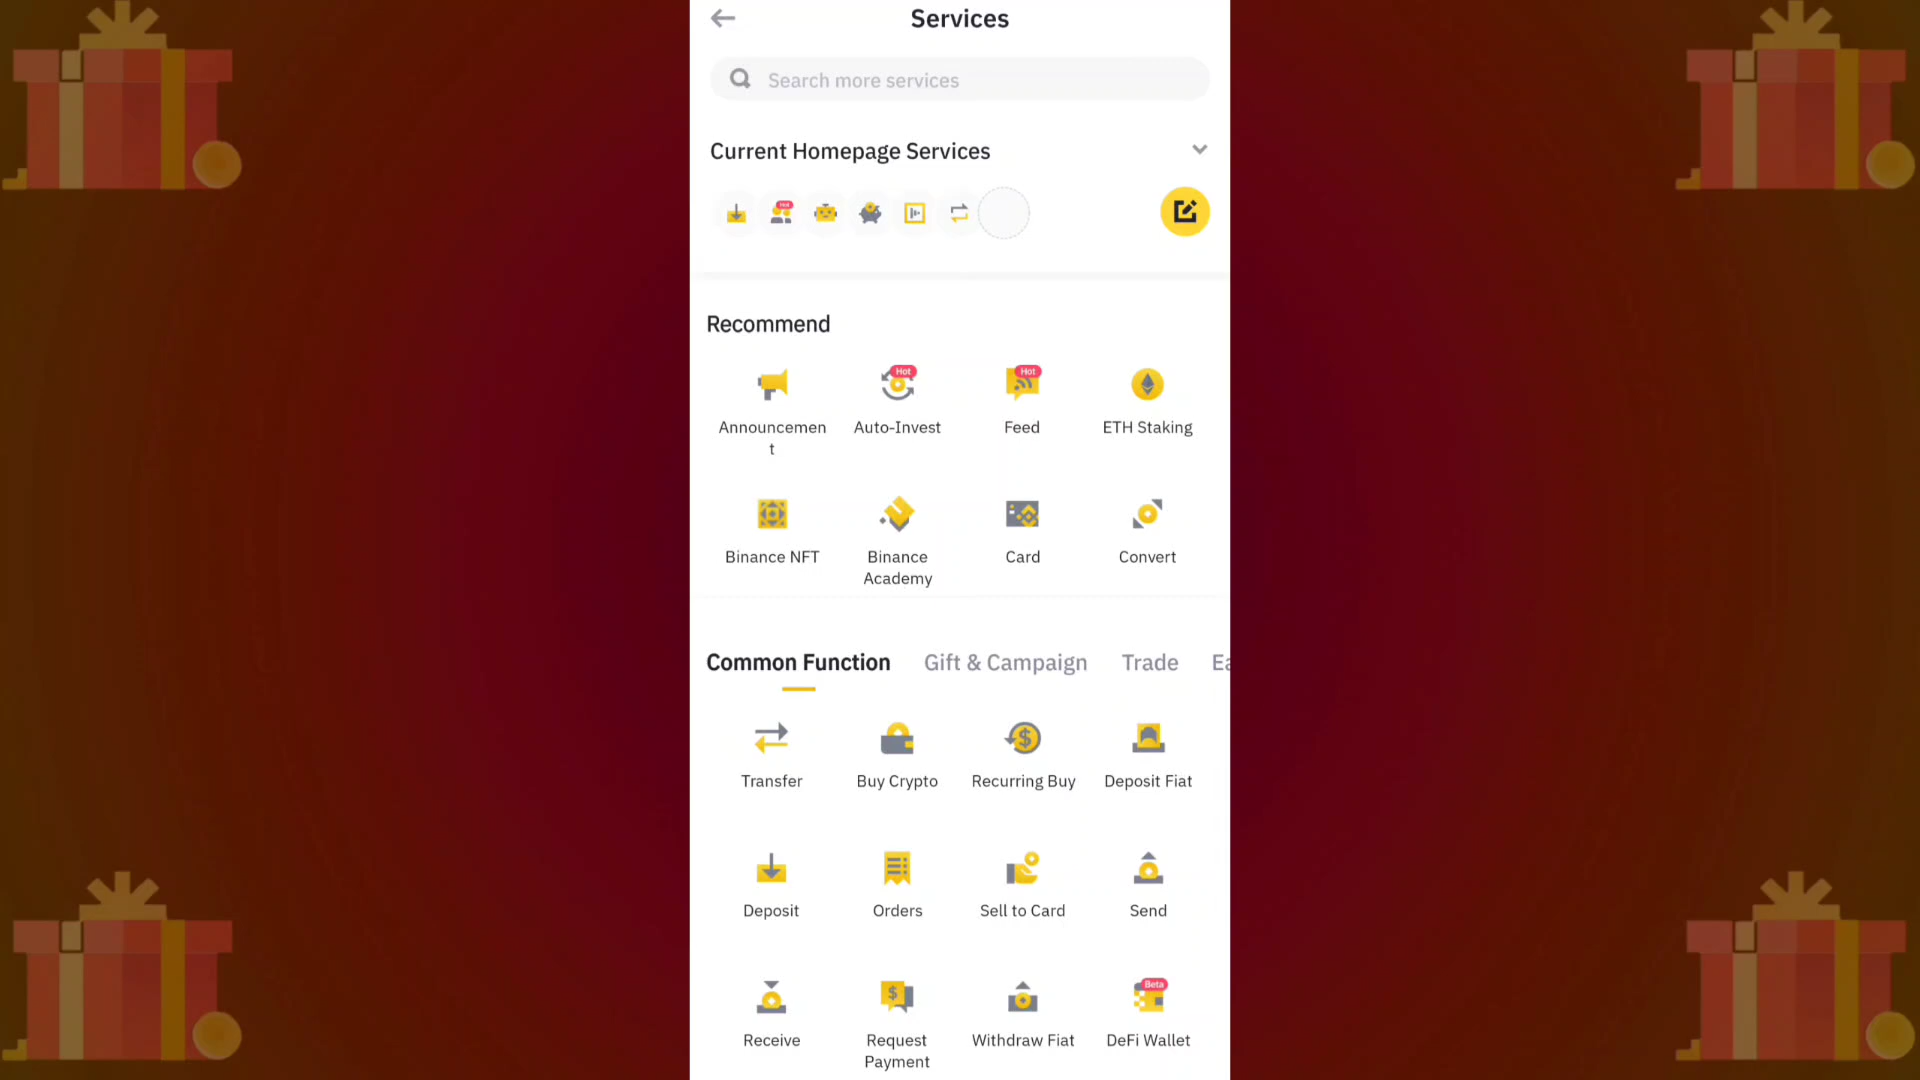 Services
Search more services
Current Homepage Services
Hot
Recommend
Hot
Hot
Announcemen
t
Auto-Invest
Feed
ETH Staking
Binance NFT
Binance
Academy
Card
Convert
Common Function
Gift & Campaign
Trade
Ea
Transfer
Buy Crypto
Recurring Buy
Deposit Fiat
Deposit
Orders
Sell to Card
Send
Beta
Receive
Request
Payment
Withdraw Fiat
DeFi Wallet